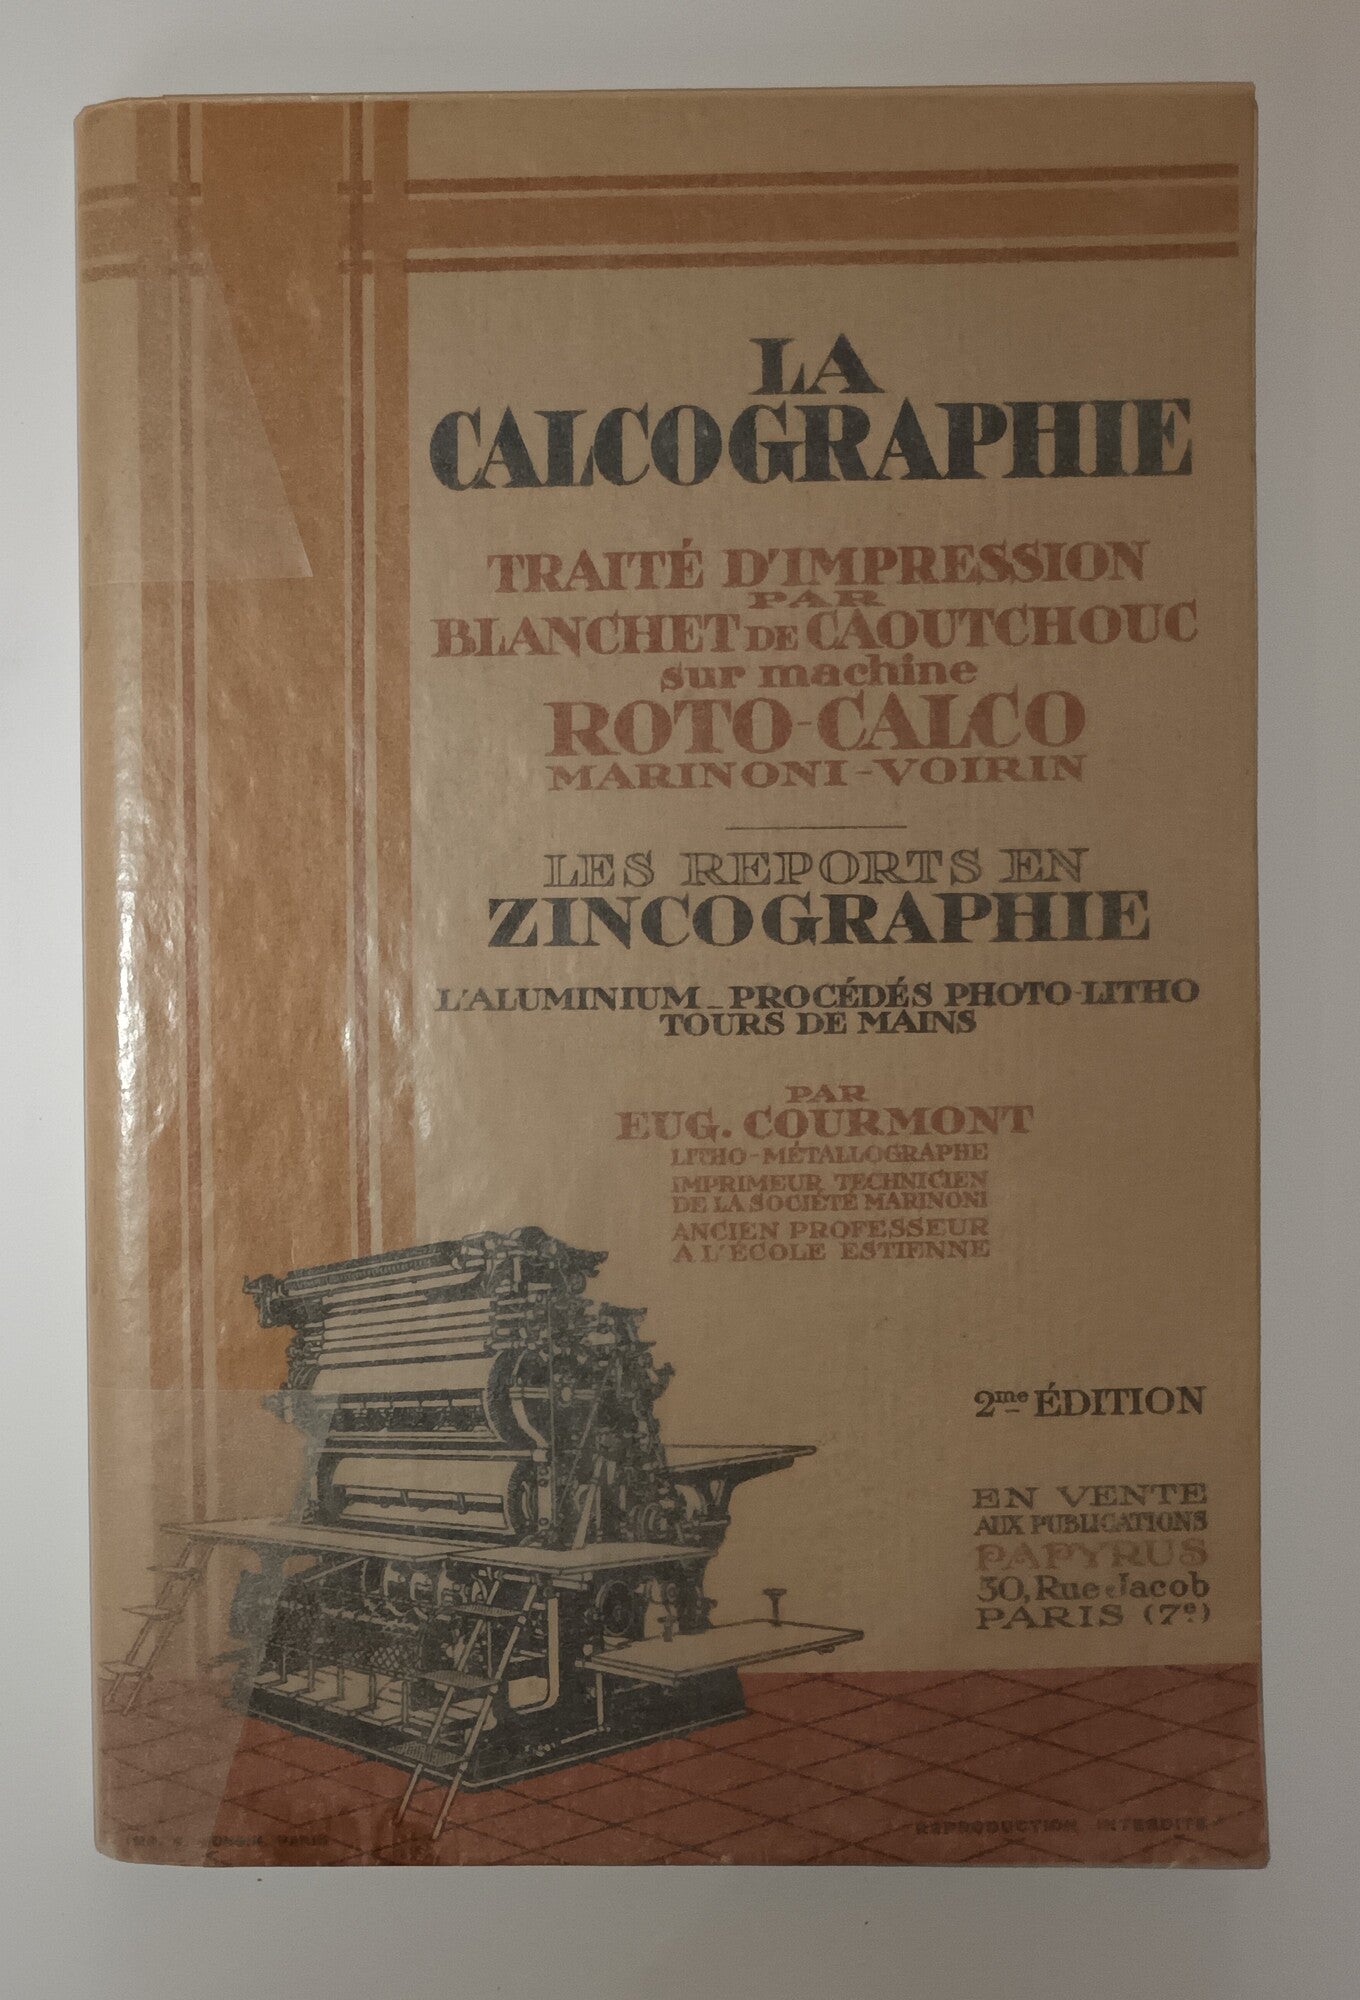 LA
CALCOGRAPHIE
TRAITÉ D'IMPRESSION
PAR
BLANCHET DE CAOUTCHOUC
sur machine
ROTO-CALCO
MARINONI-VOIRIN
LES REPORTS EN
ZINCOGRAPHIE
L'ALUMINIUM_PROCÉDÉS PHOTO-LITHO
TOURS DE MAINS
PAR
EUG. COURMONT
LITHO-MÉTALLOGRAPHE
IMPRIMEUR TECHNICIEN
DE LA SOCIÉTÉ MARINONI
ANCIEN PROFESSEUR
A L'ÉCOLE ESTIENNE
2me ÉDITION
EN VENTE
AUX PUBLICATIONS
PAPYRUS
30, Rue Jacob
PARIS (7e)
PARIS
REPRODUCTION INTERDITE